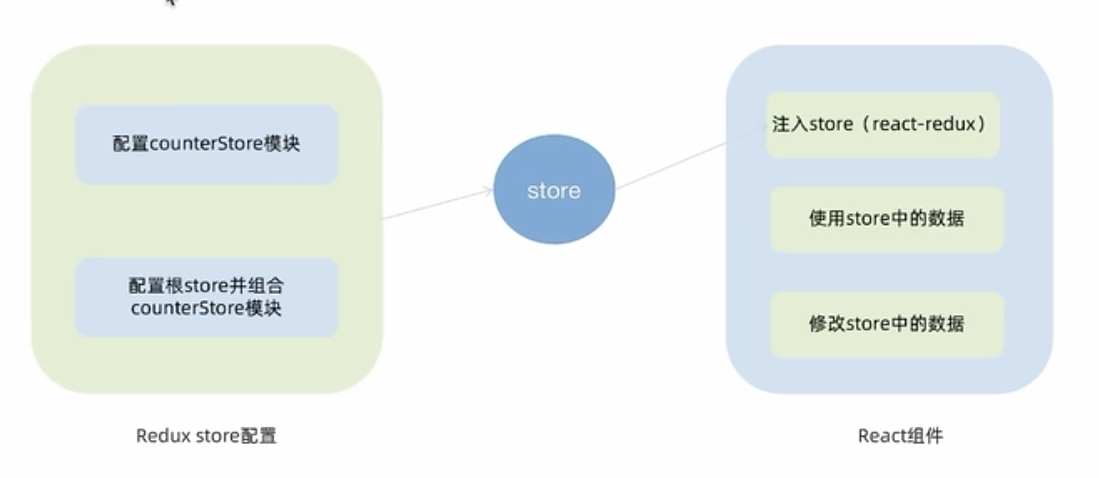 配置counterStore模块
配置根store并组合
counterStore模块
Redux store配置
store
注入store（react-redux）
使用store中的数据
修改store中的数据
React组件